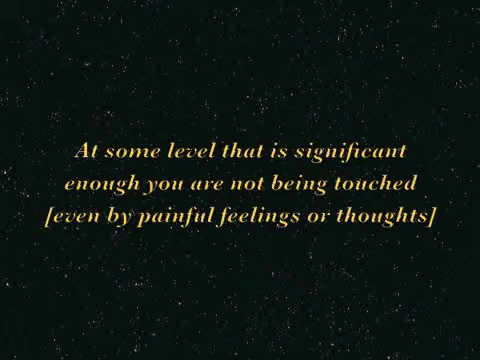 At some level that is significant
enough you are not being touched
[even by painful feelings or thoughts]